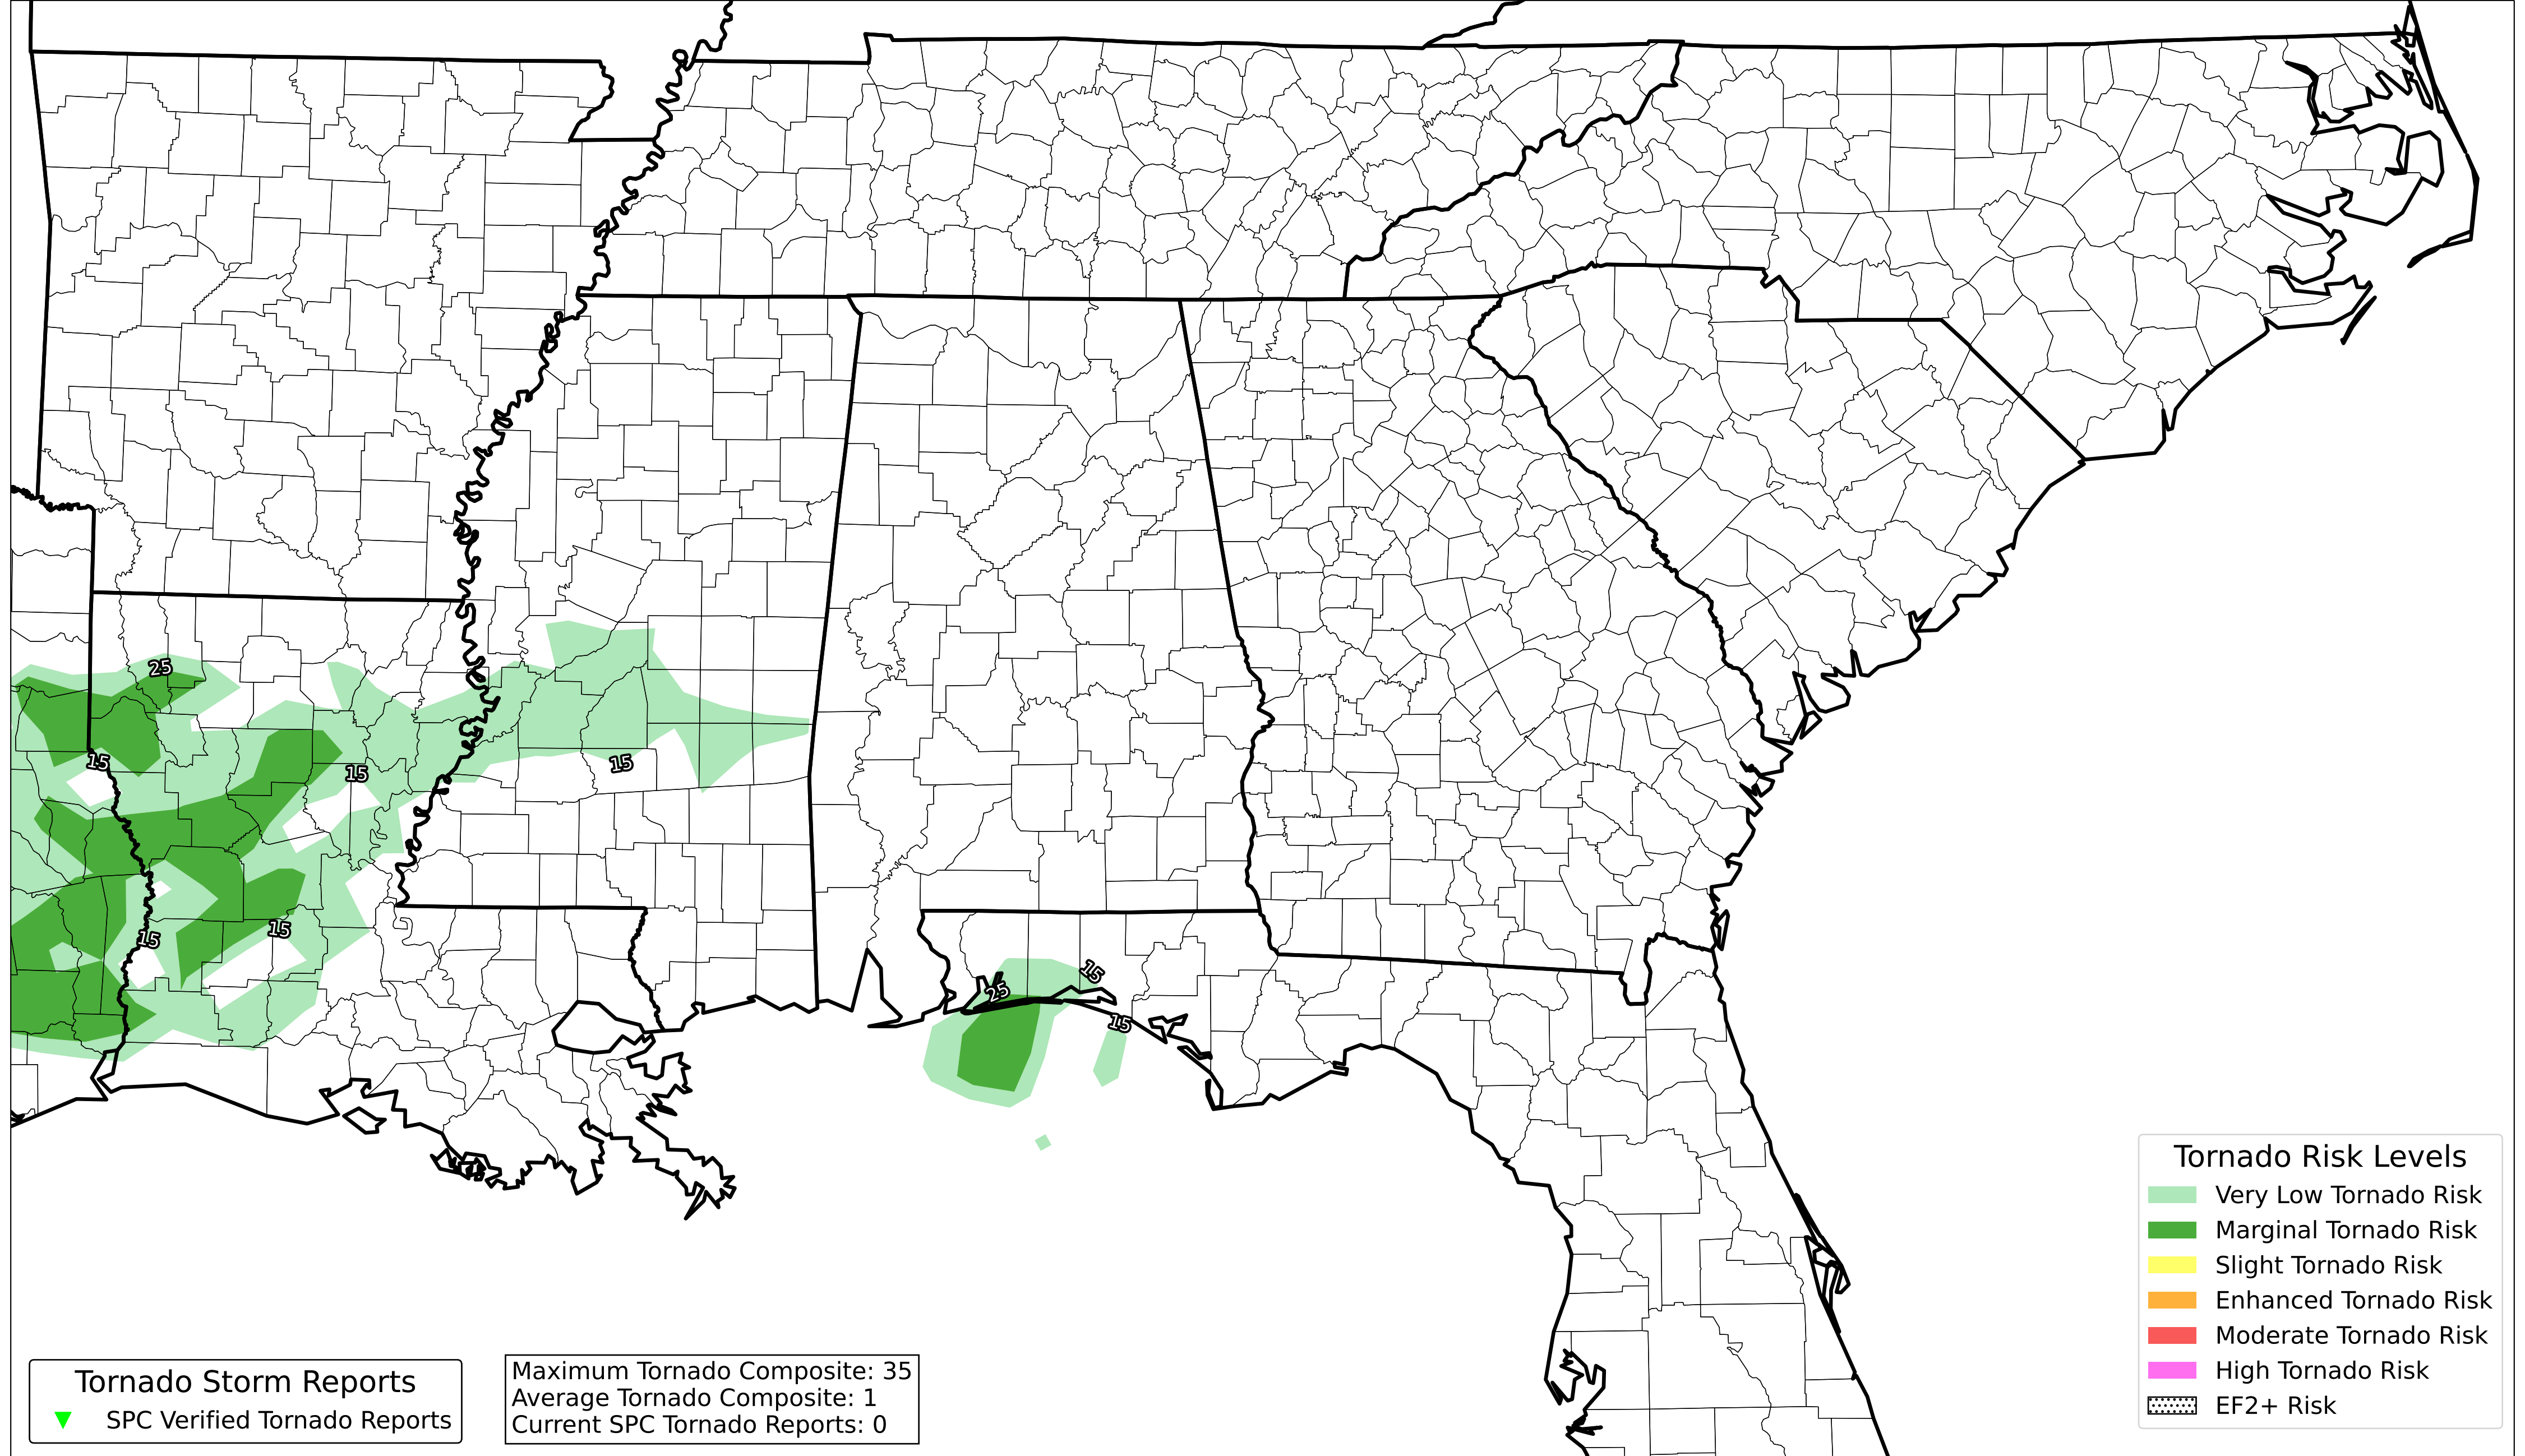 25
15
15
15
15
15
15
25
15
Tornado Risk Levels
Very Low Tornado Risk
Marginal Tornado Risk
Slight Tornado Risk
Enhanced Tornado Risk
Moderate Tornado Risk
High Tornado Risk
EF2+ Risk
Tornado Storm Reports
SPC Verified Tornado Reports
Maximum Tornado Composite: 35
Average Tornado Composite: 1
Current SPC Tornado Reports: 0